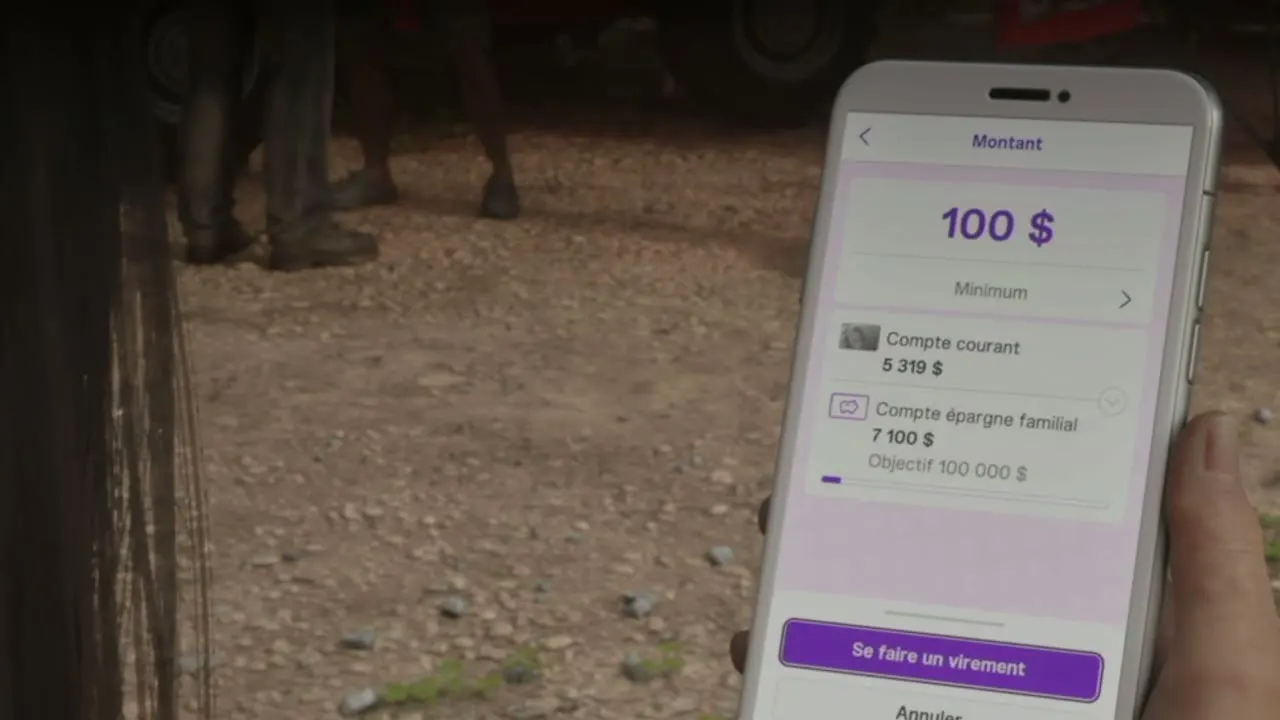 Montant
100 $
Minimum
Compte courant
5 319 $
Compte épargne familial
7 100 $
Objectif 100 000 $
Se faire un virement
Annuler